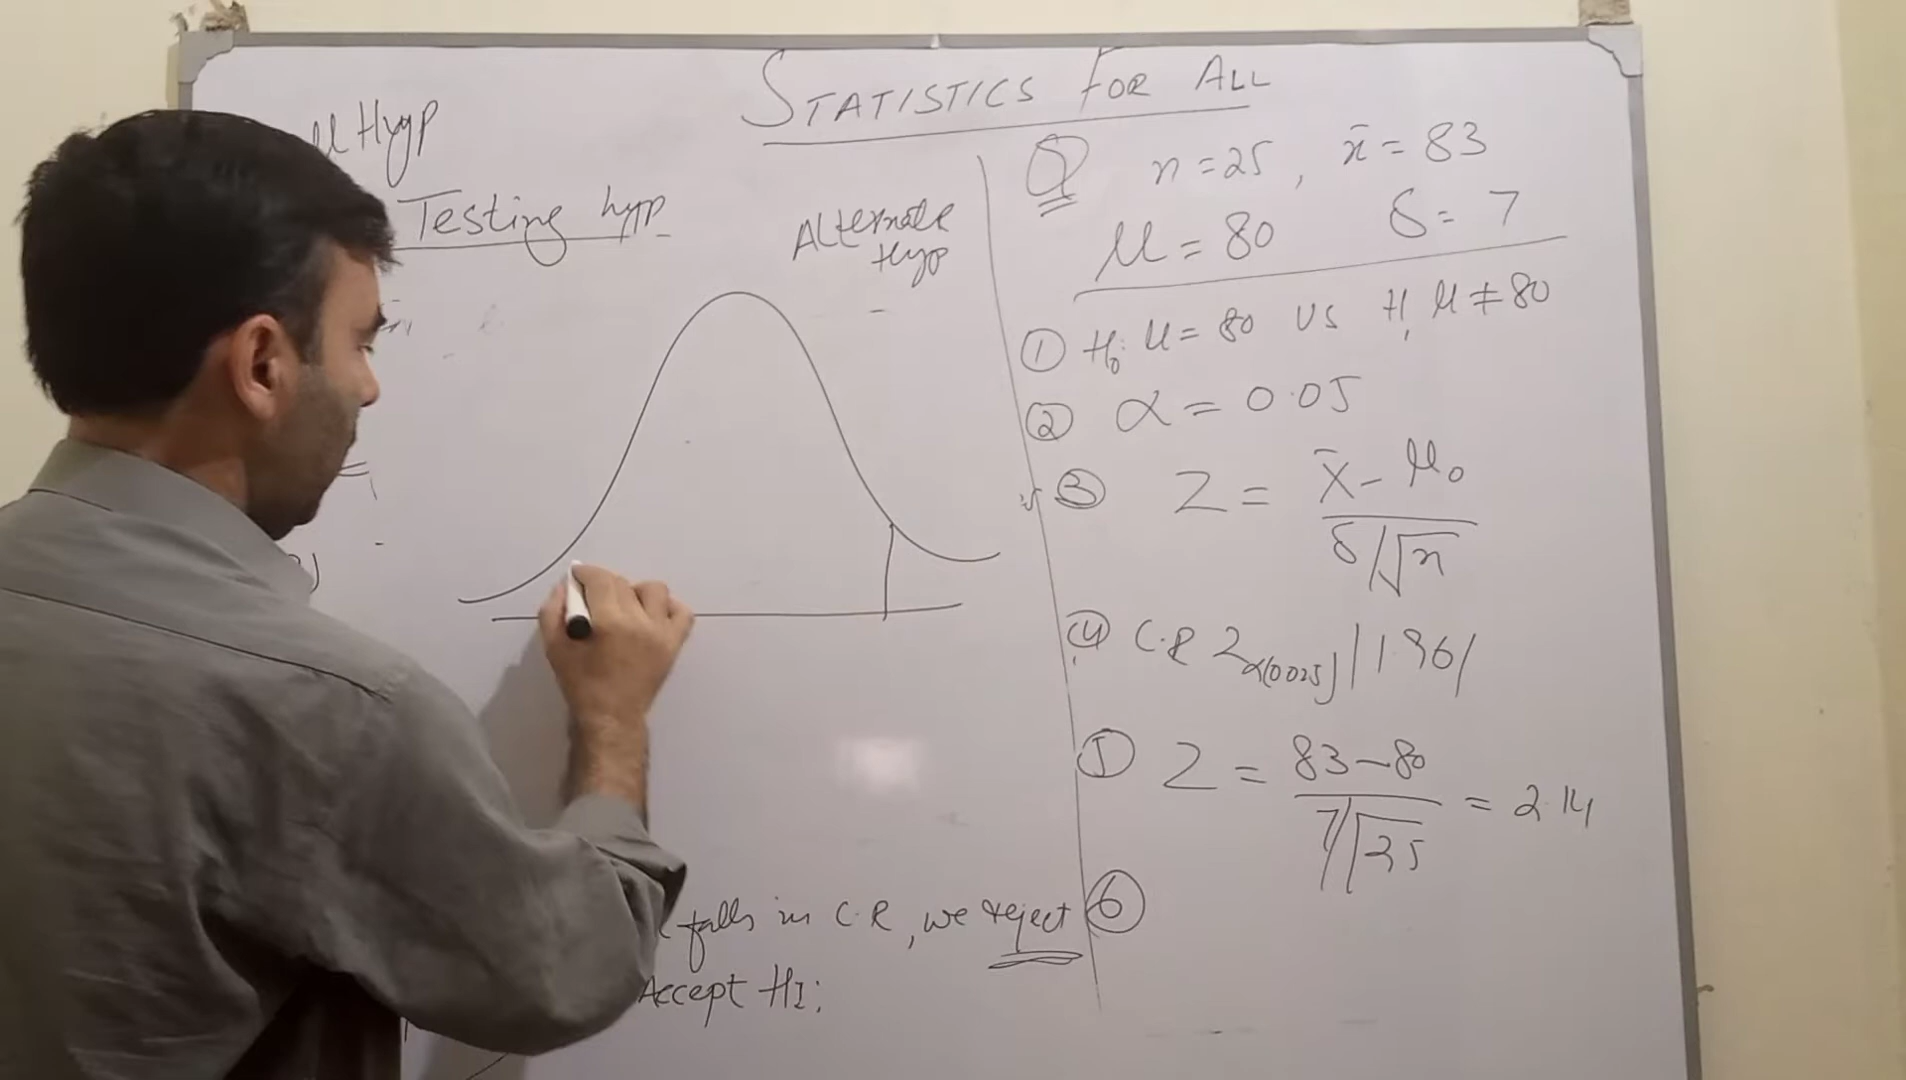 STATISTICS FOR ALL
Hyp
Testing hyp
Alternate
Hyp
Q n = 25, x̄ = 83
μ = 80 δ = 7
① H₀: μ = 80 VS H₁ μ ≠ 80
② α = 0.05
③ Z = x̄ - μ₀
δ/√n
④ C.R Zα(0.025) |1.96|
Z = 83 - 80 = 2.14
7/√25
⑥
falls in C.R, we reject
Accept H₁: